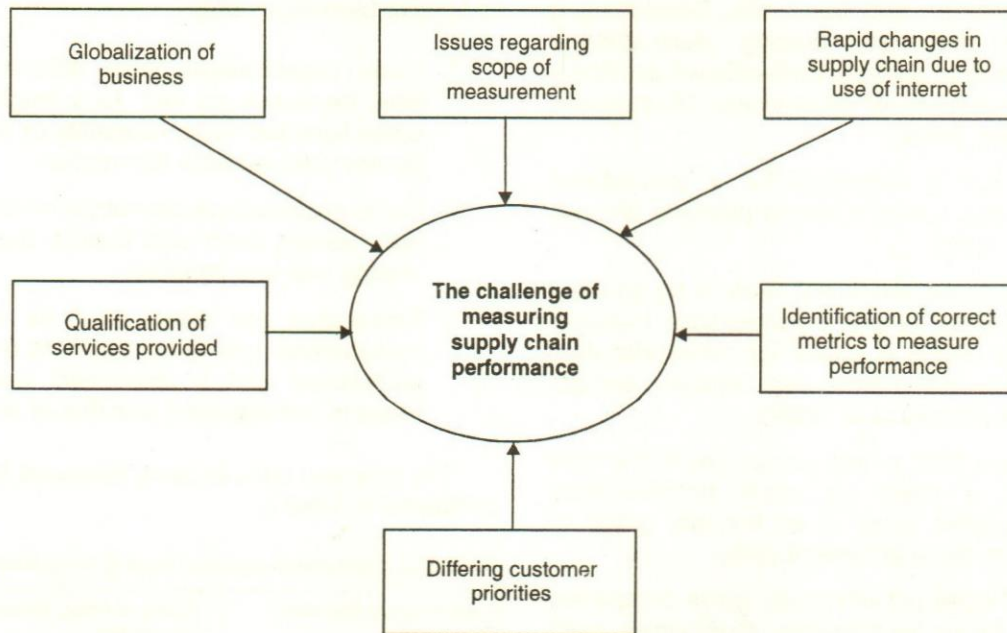 Globalization of
business
Issues regarding
scope of
measurement
Rapid changes in
supply chain due to
use of internet
Qualification of
services provided
The challenge of
measuring
supply chain
performance
Identification of correct
metrics to measure
performance
Differing customer
priorities